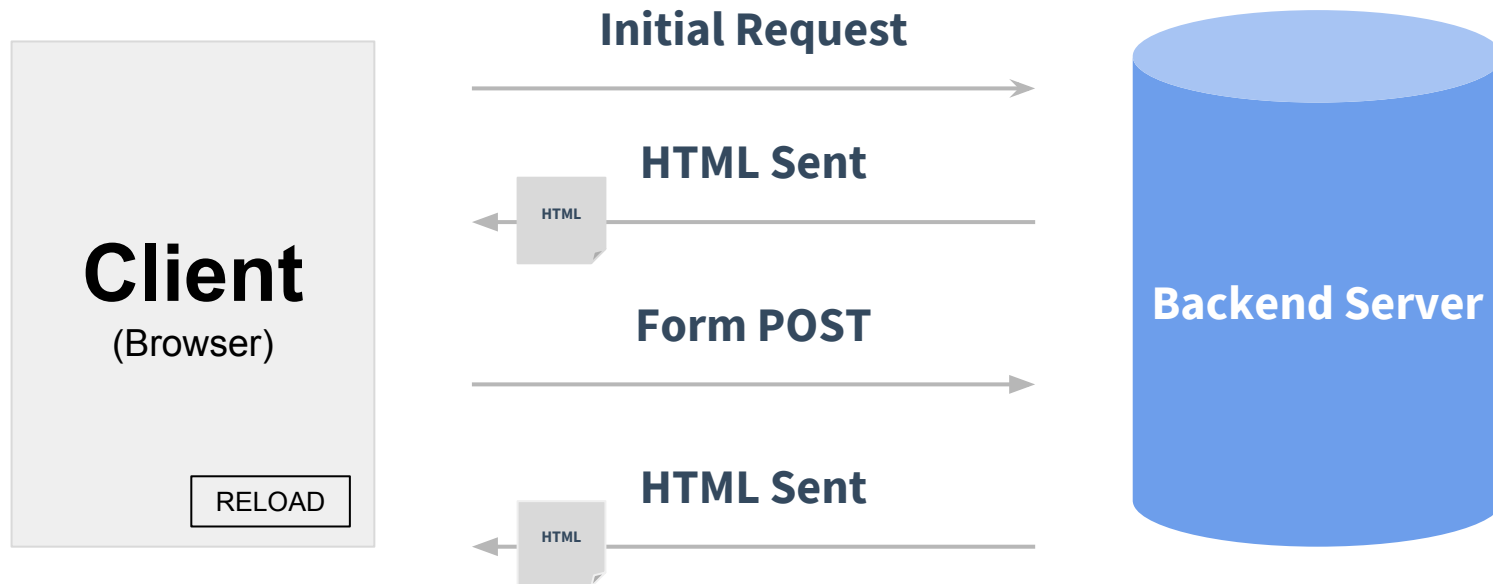 Initial Request
HTML Sent
HTML
Client
(Browser)
Backend Server
Form POST
RELOAD
HTML Sent
HTML